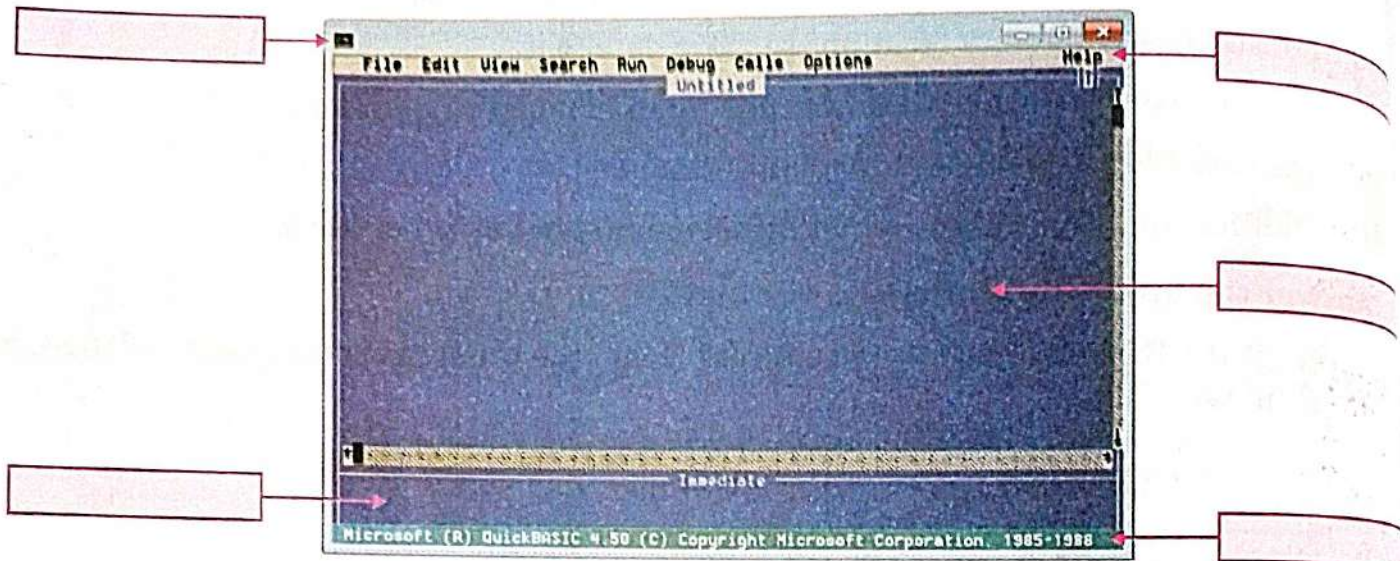 File Edit View Search Run Debug Calls Options Help
Untitled
Immediate
Microsoft (R) QuickBASIC 4.50 (C) Copyright Microsoft Corporation, 1985-1988